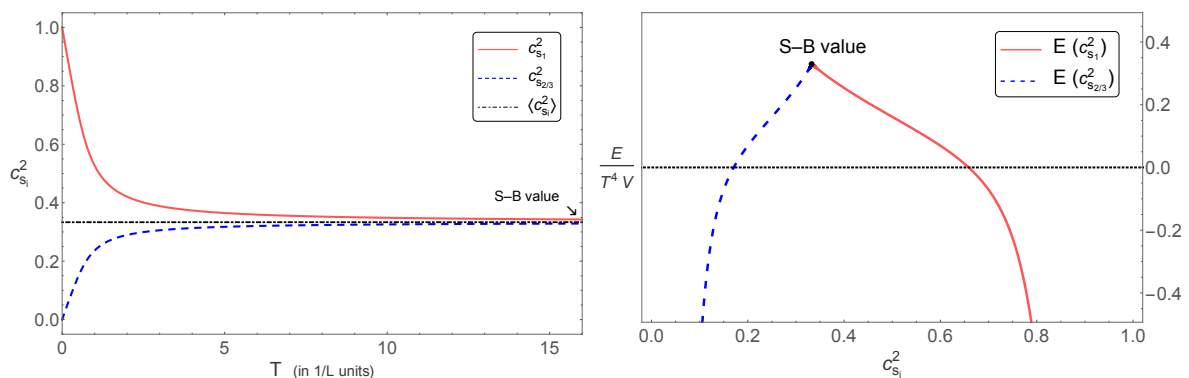 1.0
0.8
0.6
0.4
0.2
0.0
c²ₛᵢ
0
5
10
15
T (in 1/L units)
c²ₛ₁
c²ₛ₂/₃
⟨c²ₛᵢ⟩
S–B value
S–B value
E (c²ₛ₁)
E (c²ₛ₂/₃)
E
T⁴ V
0.4
0.2
0.0
−0.2
−0.4
0.0
0.2
0.4
0.6
0.8
1.0
c²ₛᵢ